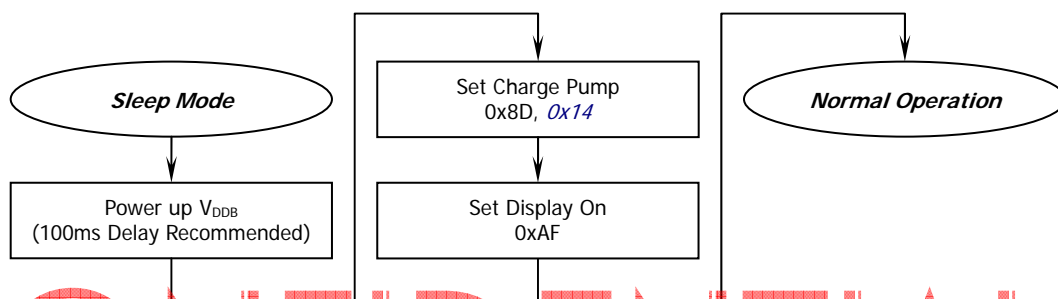 Sleep Mode
Power up VDDB
(100ms Delay Recommended)
Set Charge Pump
0x8D, 0x14
Set Display On
0xAF
Normal Operation